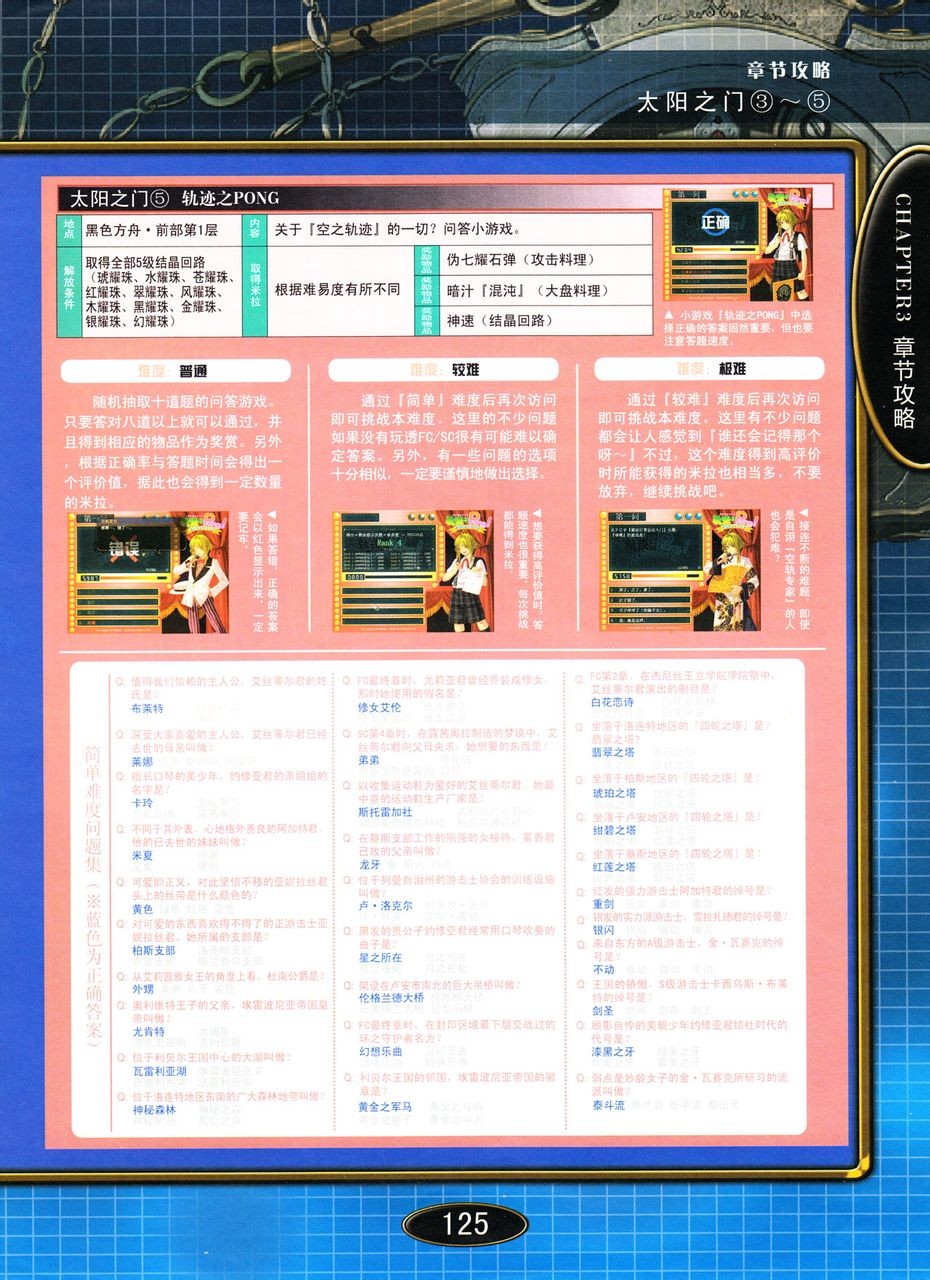 章节攻略
太阳之门③～⑤
CHAPTER3 章节攻略
太阳之门⑤ 轨迹之PONG
地点
黑色方舟・前部第1层
内容
关于『空之轨迹』的一切？问答小游戏。
解放条件
取得全部5级结晶回路
（琥耀珠、水耀珠、苍耀珠、
红耀珠、翠耀珠、风耀珠、
木耀珠、黑耀珠、金耀珠、
银耀珠、幻耀珠）
取得米拉
根据难易度有所不同
奖励物品
伪七耀石弹（攻击料理）
奖励物品
暗汁『混沌』（大盘料理）
奖励物品
神速（结晶回路）
第一问
正确
▲ 小游戏『轨迹之PONG』中选
择正确的答案固然重要，但也要
注意答题速度。
难度：普通
随机抽取十道题的问答游戏。
只要答对八道以上就可以通过，并
且得到相应的物品作为奖赏。另外
，根据正确率与答题时间会得出一
个评价值，据此也会得到一定数量
的米拉。
错误
◀ 如果答错，正确的答案
会以红色显示出来，一定
要记牢。
难度：较难
通过『简单』难度后再次访问
即可挑战本难度。这里的不少问题
如果没有玩透FC/SC很有可能难以确
定答案。另外，有一些问题的选项
十分相似，一定要谨慎地做出选择。
Rank 4
◀ 想要获得高评价值时，答
题速度也很重要。每次挑战
都能得到米拉。
难度：极难
通过『较难』难度后再次访问
即可挑战本难度。这里有不少问题
都会让人感觉到『谁还会记得那个
呀～』不过，这个难度得到高评价
时所能获得的米拉也相当多，不要
放弃，继续挑战吧。
◀ 接连不断的难题，即使
是自诩『空轨专家』的人
也会犯难？
简单难度问题集（※蓝色为正确答案）
Q: 值得我们信赖的主人公，艾丝蒂尔君的姓
氏是？
布莱特
Q: 深受大家喜爱的主人公，艾丝蒂尔君已经
去世的母亲叫做？
莱娜
Q: 擅长口琴的美少年，约修亚君的亲姐姐的
名字是？
卡玲
Q: 不同于其外表，心地格外善良的阿加特君，
他的已去世的妹妹叫做？
米夏
Q: 可爱即正义，对此坚信不移的亚妮拉丝君
头上的丝带是什么颜色的？
黄色
Q: 对可爱的东西喜欢得不得了的正游击士亚
妮拉丝君，她所属的支部是？
柏斯支部
Q: 从艾莉茜雅女王的角度上看，杜南公爵是？
外甥
Q: 奥利维特王子的父亲，埃雷波尼亚帝国皇
帝叫做？
尤肯特
Q: 位于利贝尔王国中心的大湖叫做？
瓦雷利亚湖
Q: 位于洛连特地区东南的广大森林地带叫做？
神秘森林
Q: FC最终章时，尤莉亚君曾经乔装成修女，
那时她使用的假名是？
修女艾伦
Q: SC第4章时，在露茜奥拉制造的梦境中，艾
丝蒂尔君向父母央求，她想要的东西是？
弟弟
Q: 以收集运动鞋为爱好的艾丝蒂尔君，她最
中意的运动鞋生产厂家是？
斯托雷加社
Q: 在蔡斯支部工作的刚强的女接待，雾香君
已故的父亲叫做？
龙牙
Q: 位于列曼自治州的游击士协会的训练设施
叫做？
卢・洛克尔
Q: 黑发的贵公子约修亚君经常用口琴吹奏的
曲子是？
星之所在
Q: 架设在卢安市南北的巨大吊桥叫做？
伦格兰德大桥
Q: FC最终章时，在封印区域最下层交战过的
环之守护者名为？
幻想乐曲
Q: 利贝尔王国的邻国，埃雷波尼亚帝国的徽
章是？
黄金之军马
Q: FC第2章，在杰尼丝王立学院学院祭中，
艾丝蒂尔君演出的剧目是？
白花恋诗
Q: 坐落于洛连特地区的「四轮之塔」是？
翡翠之塔？
翡翠之塔
Q: 坐落于柏斯地区的「四轮之塔」是？
琥珀之塔
Q: 坐落于卢安地区的「四轮之塔」是？
绀碧之塔
Q: 坐落于蔡斯地区的「四轮之塔」是？
红莲之塔
Q: 红发的强力游击士阿加特君的绰号是？
重剑
Q: 银发的实力派游击士，雪拉扎德君的绰号是？
银闪
Q: 来自东方的A级游击士，金・瓦赛克的绰
号是？
不动
Q: 王国的骄傲，S级游击士卡西乌斯・布莱
特的绰号是？
剑圣
Q: 顾影自怜的美貌少年约修亚君结社时代的
代号是？
漆黑之牙
Q: 弱点是妙龄女子的金・瓦赛克所研习的流
派叫做？
泰斗流
125